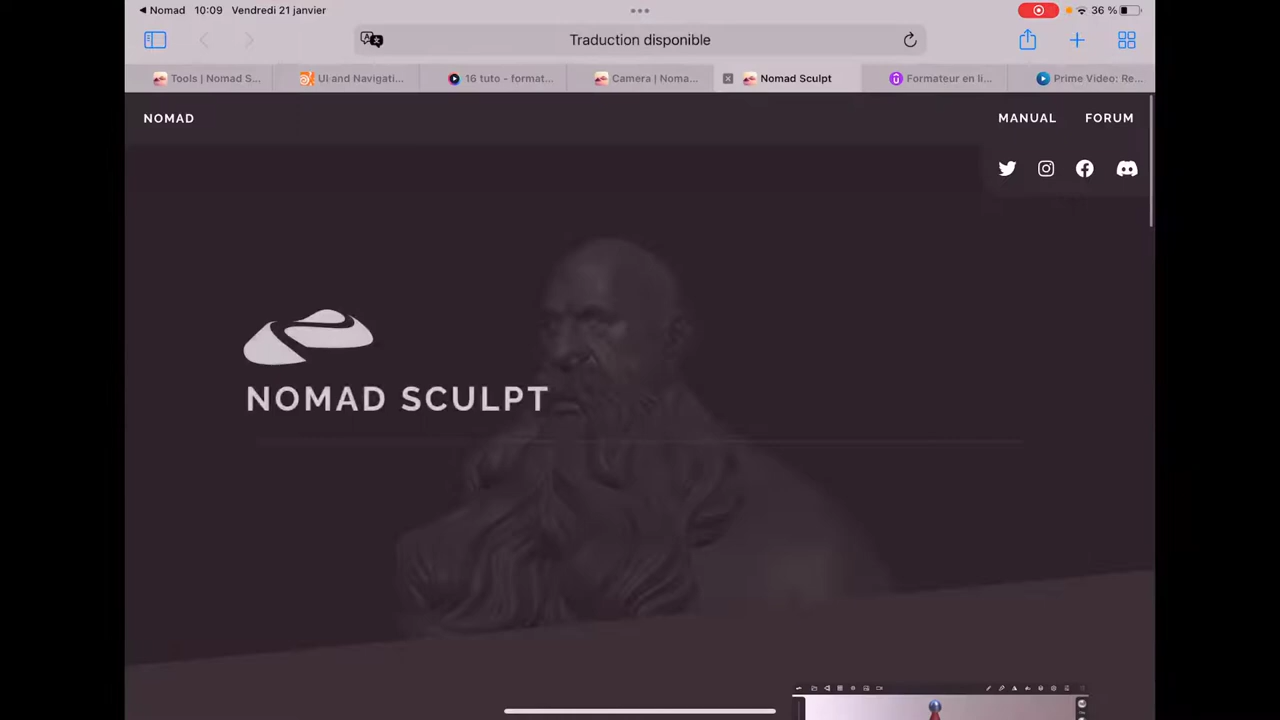 Nomad 10:09 Vendredi 21 janvier 36 %
Traduction disponible
Tools | Nomad S... UI and Navigati... 16 tuto - format... Camera | Noma... Nomad Sculpt Formateur en li... Prime Video: Re...
NOMAD MANUAL FORUM
NOMAD SCULPT